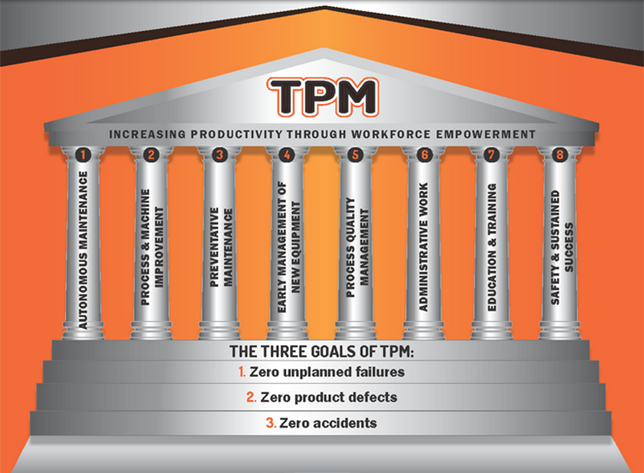 TPM
INCREASING PRODUCTIVITY THROUGH WORKFORCE EMPOWERMENT
1
AUTONOMOUS MAINTENANCE
2
PROCESS & MACHINE
IMPROVEMENT
3
PREVENTATIVE
MAINTENANCE
4
EARLY MANAGEMENT OF
NEW EQUIPMENT
5
PROCESS QUALITY
MANAGEMENT
6
ADMINISTRATIVE WORK
7
EDUCATION & TRAINING
8
SAFETY & SUSTAINED
SUCCESS
THE THREE GOALS OF TPM:
1. Zero unplanned failures
2. Zero product defects
3. Zero accidents